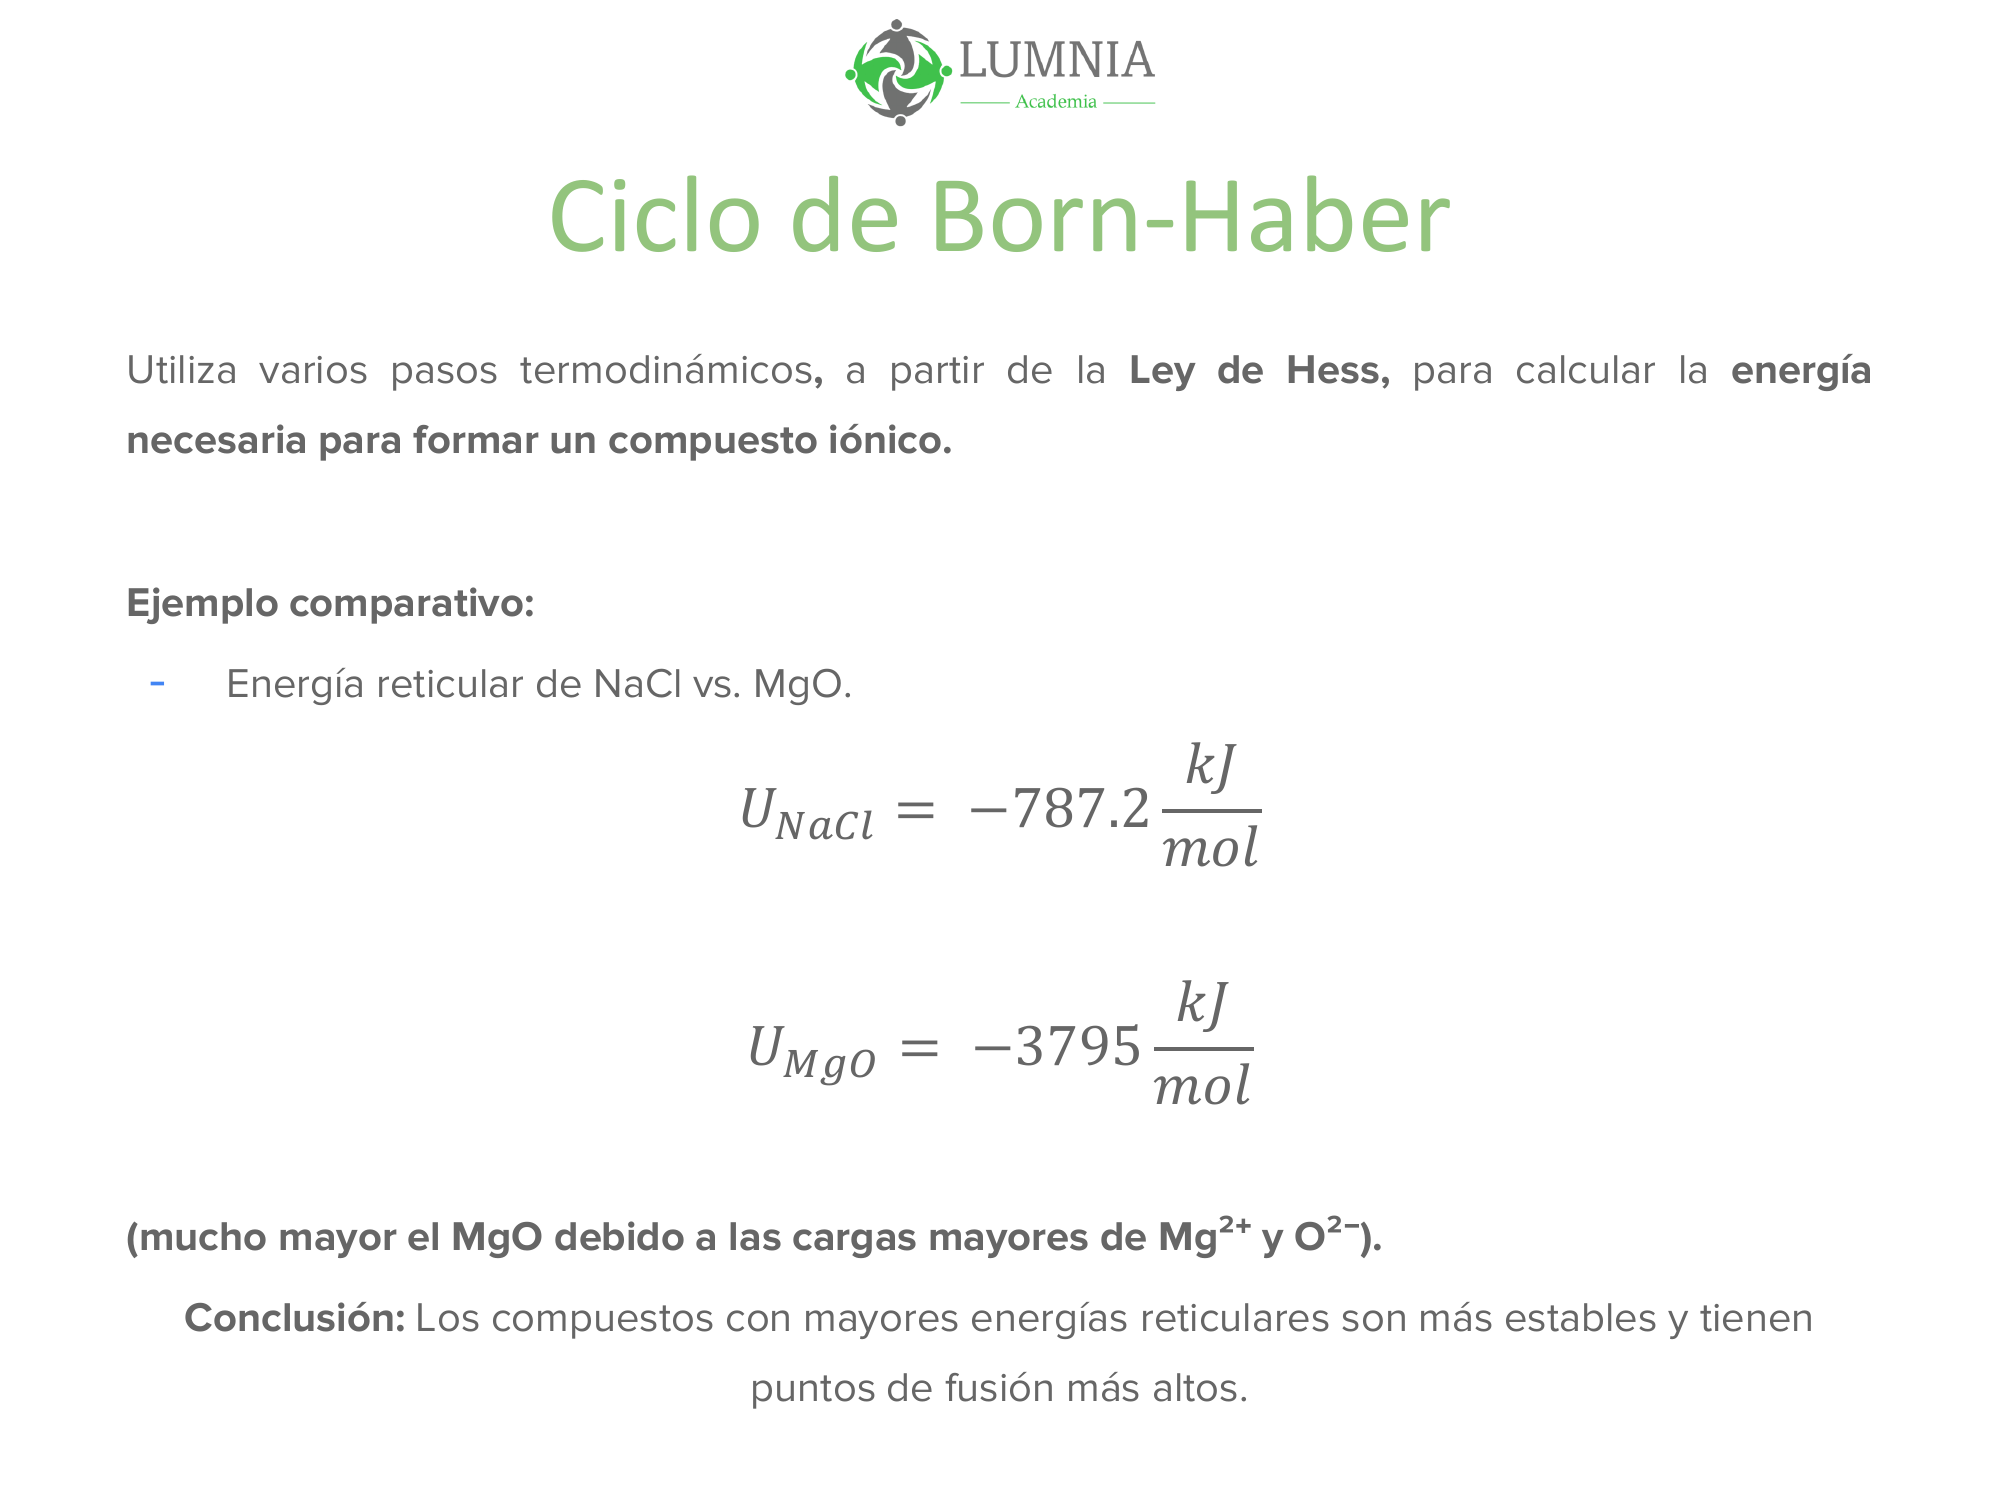 LUMNIA
Academia
Ciclo de Born-Haber
Utiliza varios pasos termodinámicos, a partir de la Ley de Hess, para calcular la energía
necesaria para formar un compuesto iónico.
Ejemplo comparativo:
- Energía reticular de NaCl vs. MgO.
U_{NaCl} = −787.2 \frac{kJ}{mol}
U_{MgO} = −3795 \frac{kJ}{mol}
(mucho mayor el MgO debido a las cargas mayores de Mg²⁺ y O²⁻).
Conclusión: Los compuestos con mayores energías reticulares son más estables y tienen
puntos de fusión más altos.